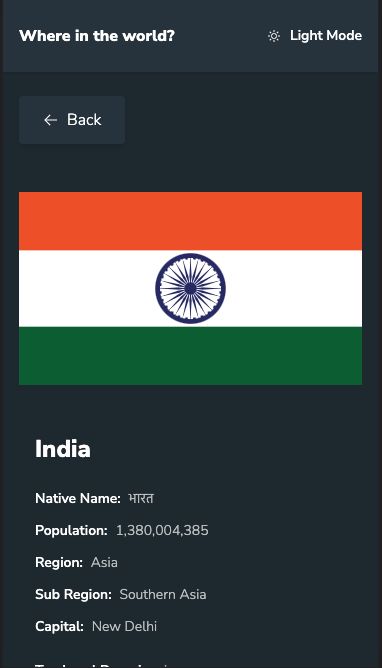 Where in the world? Light Mode
← Back
India
Native Name: भारत
Population: 1,380,004,385
Region: Asia
Sub Region: Southern Asia
Capital: New Delhi